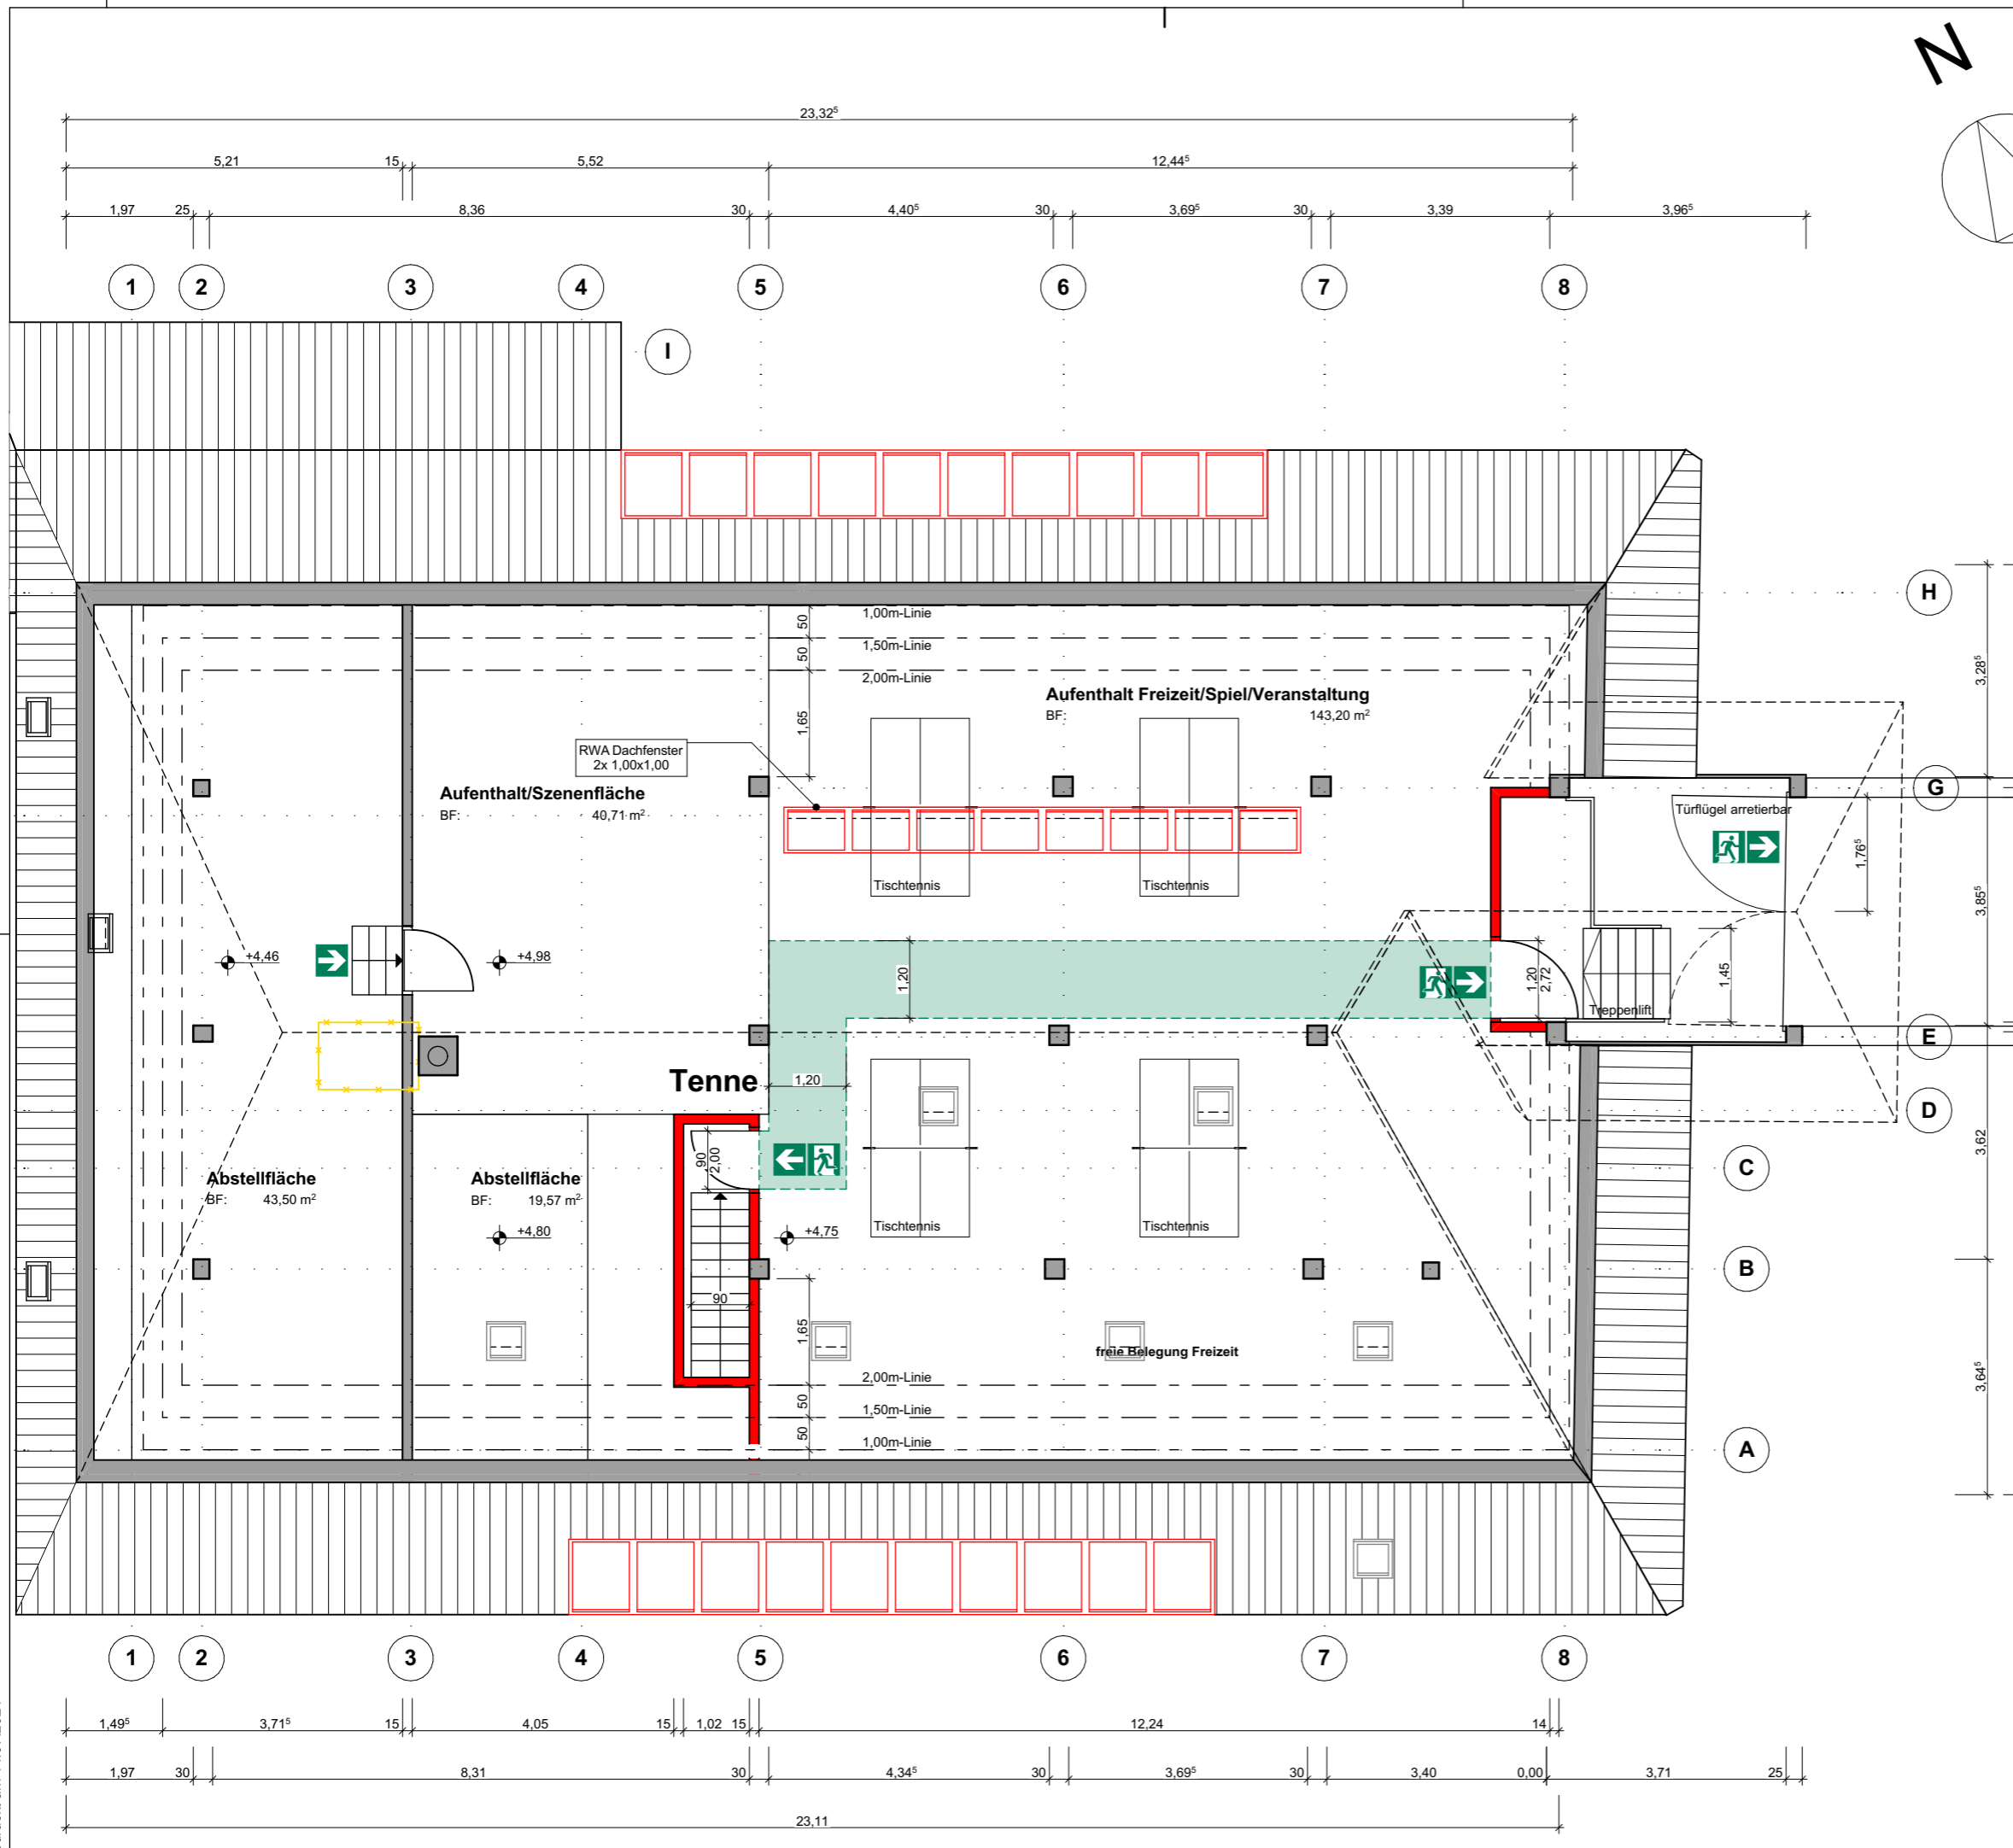 N
23,32⁵
5,21 15 5,52 12,44⁵
1,97 25 8,36 30 4,40⁵ 30 3,69⁵ 30 3,39 3,96⁵
1 2 3 4 5 6 7 8
I
H
1,00m-Linie
50
1,50m-Linie
50
2,00m-Linie
3,28⁵
Aufenthalt Freizeit/Spiel/Veranstaltung
BF: 143,20 m²
1,65
RWA Dachfenster
2x 1,00x1,00
Aufenthalt/Szenenfläche
BF: 40,71 m²
G
Türflügel arretierbar
1,76⁵
3,85⁵
Tischtennis Tischtennis
+4,46 +4,98
1,20 1,20 2,72 1,45
Treppenlift
E
Tenne
1,20
D
90 2,00
3,62
C
Abstellfläche Abstellfläche
BF: 43,50 m² BF: 19,57 m²
Tischtennis Tischtennis
+4,80 +4,75
B
90
1,65
freie Belegung Freizeit
2,00m-Linie
3,64⁵
50
1,50m-Linie
50
1,00m-Linie
A
1 2 3 4 5 6 7 8
1,49⁵ 3,71⁵ 15 4,05 15 1,02 15 12,24 14
1,97 30 8,31 30 4,34⁵ 30 3,69⁵ 30 3,40 0,00 3,71 25
23,11